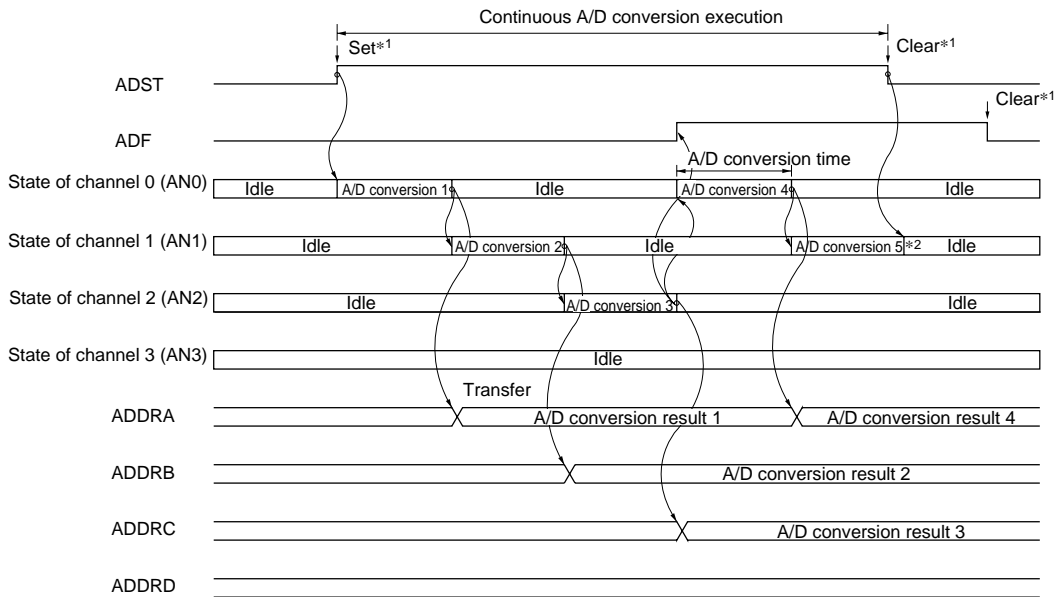 Continuous A/D conversion execution
Set*1 Clear*1
ADST
Clear*1
ADF
A/D conversion time
State of channel 0 (AN0) Idle A/D conversion 1 Idle A/D conversion 4 Idle
State of channel 1 (AN1) Idle A/D conversion 2 Idle A/D conversion 5 *2 Idle
State of channel 2 (AN2) Idle A/D conversion 3 Idle
State of channel 3 (AN3) Idle
Transfer
ADDRA A/D conversion result 1 A/D conversion result 4
ADDRB A/D conversion result 2
ADDRC A/D conversion result 3
ADDRD